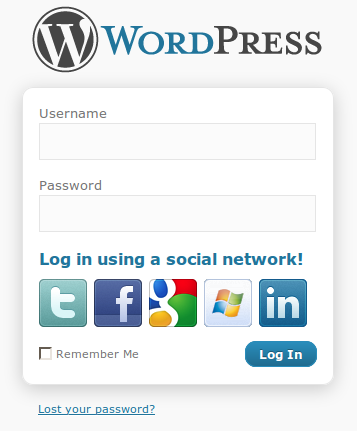 WORDPRESS
Username
Password
Log in using a social network!
t f g in
Remember Me
Log In
Lost your password?